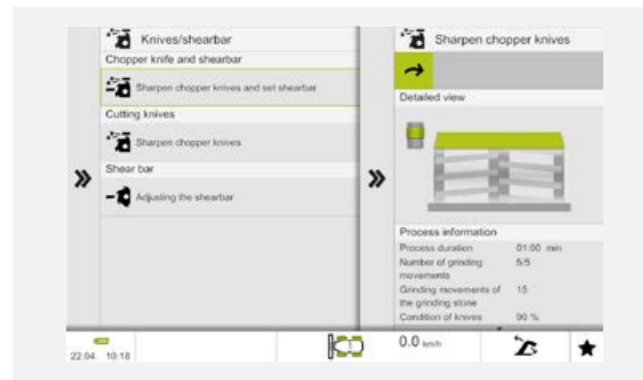 Knives/shearbar
Chopper knife and shearbar
Sharpen chopper knives and set shearbar
Cutting knives
Sharpen chopper knives
Shear bar
Adjusting the shearbar
Sharpen chopper knives
Detailed view
Process information
Process duration 01:00 min
Number of grinding 5/5
movements
Grinding movements of 15
the grinding stone
Condition of knives 90 %
22.04. 10:18
1
0.0 km/h